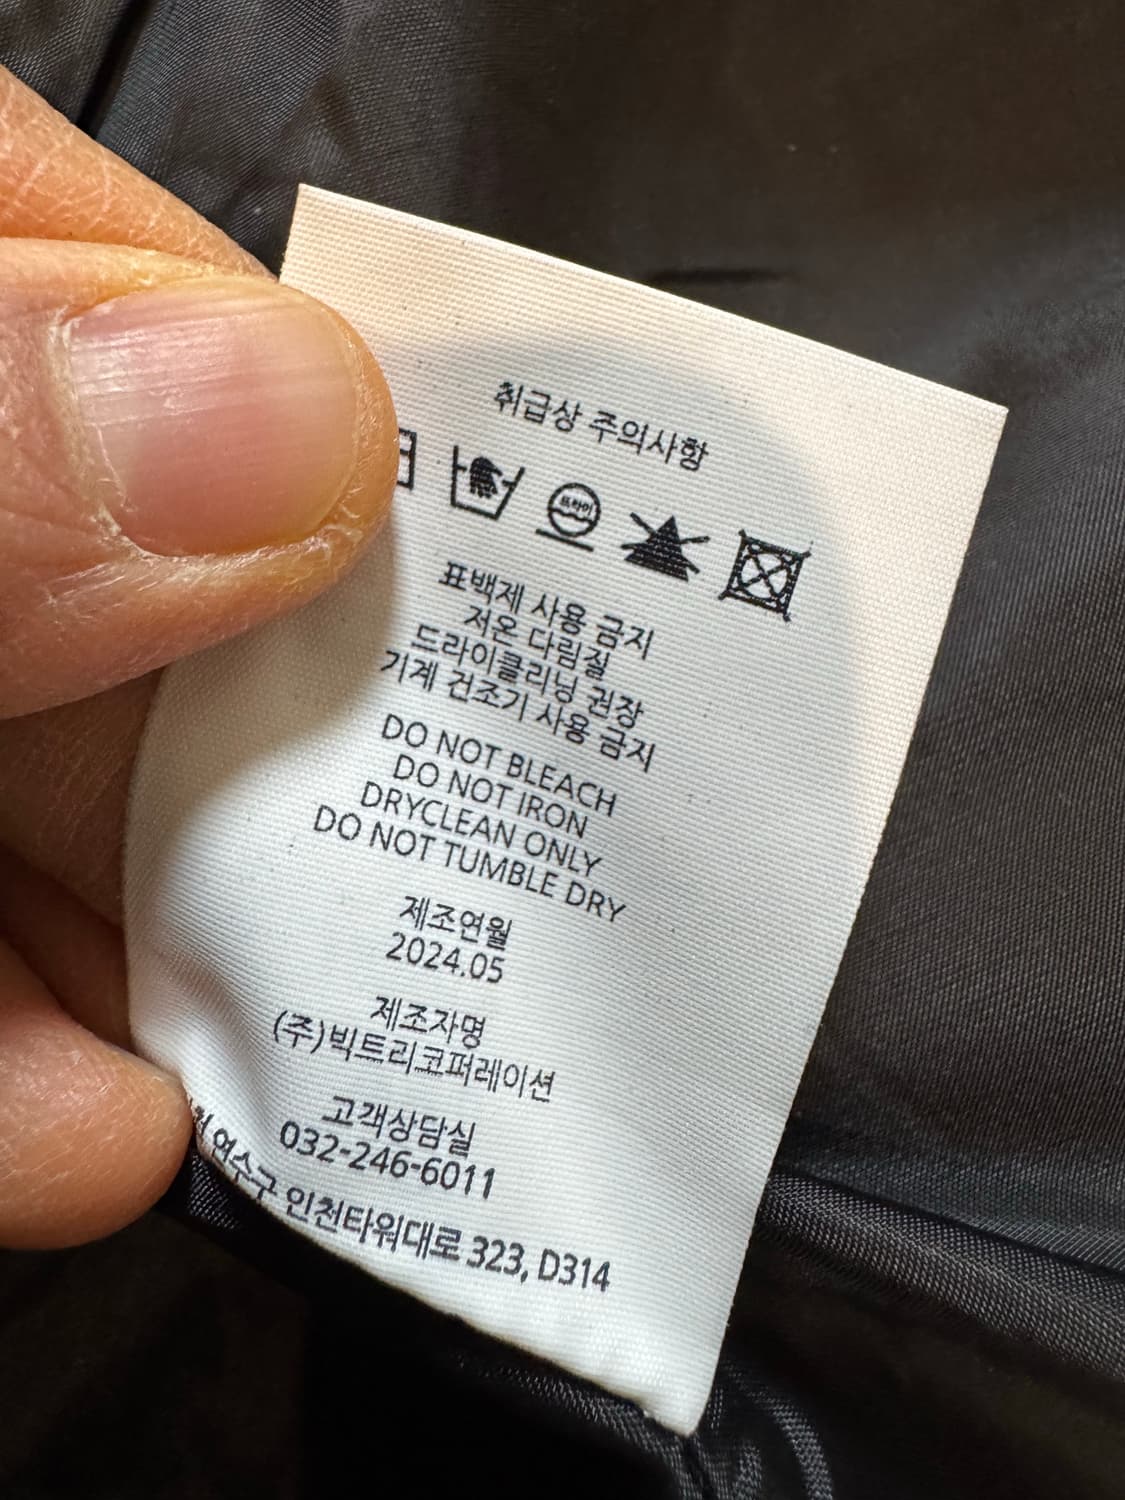 취급상 주의사항
드라이
표백제 사용 금지
저온 다림질
드라이클리닝 권장
기계 건조기 사용 금지
DO NOT BLEACH
DO NOT IRON
DRYCLEAN ONLY
DO NOT TUMBLE DRY
제조연월
2024.05
제조자명
(주)빅트리코퍼레이션
고객상담실
032-246-6011
연수구 인천타워대로 323, D314